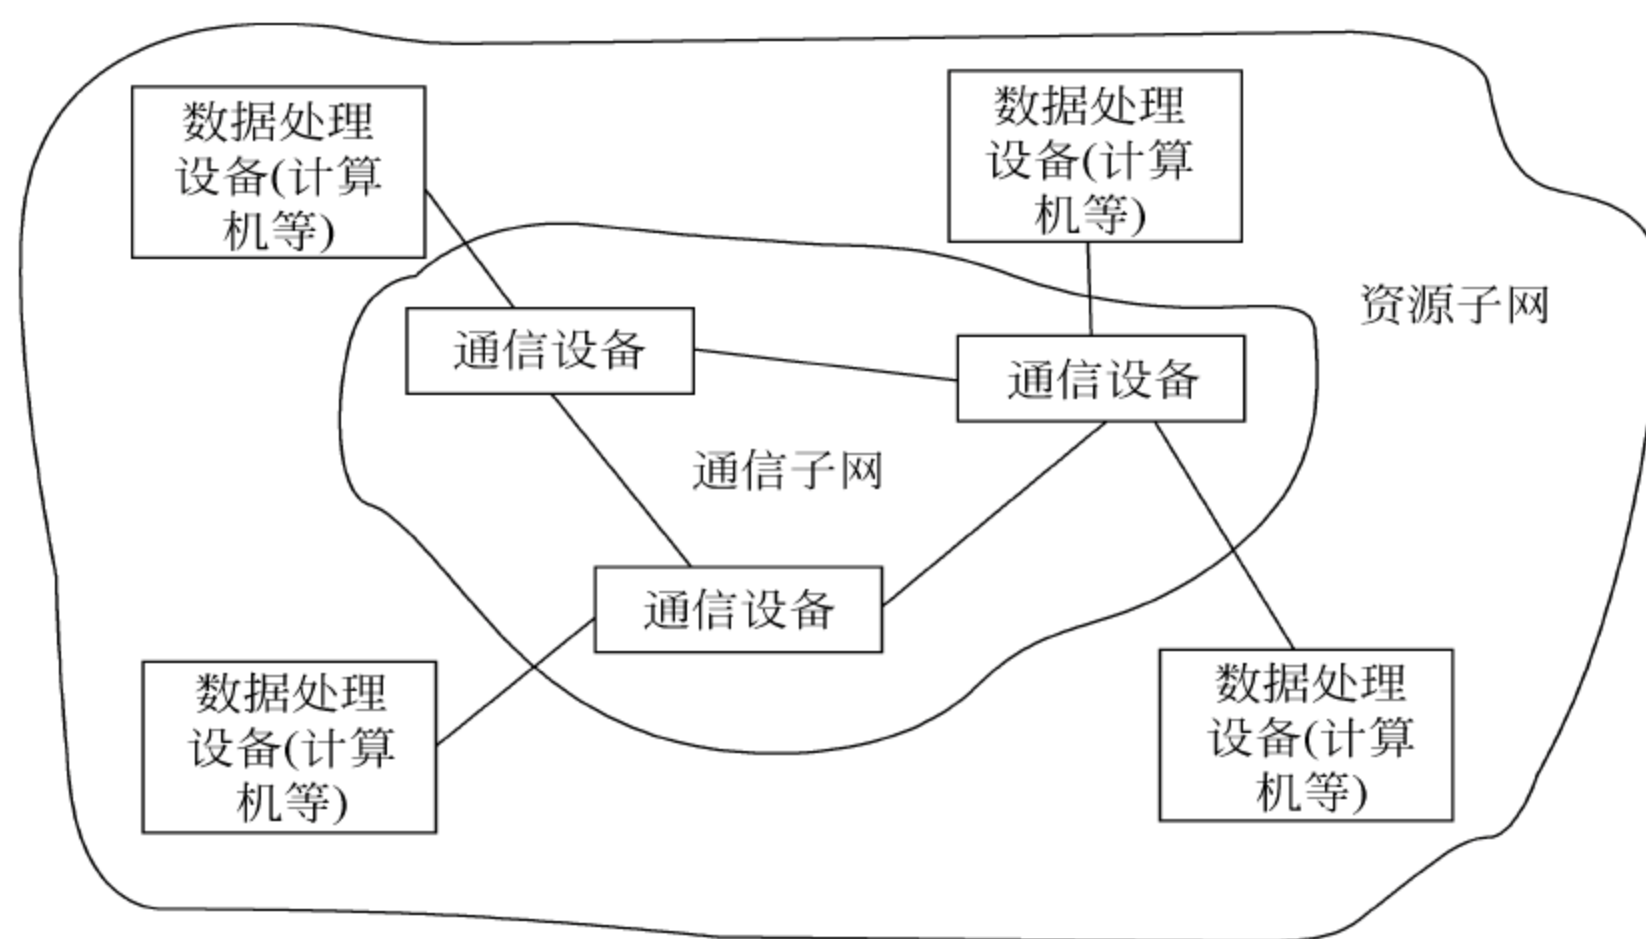 数据处理
设备(计算
机等)
数据处理
设备(计算
机等)
资源子网
通信设备
通信设备
通信子网
通信设备
数据处理
设备(计算
机等)
数据处理
设备(计算
机等)